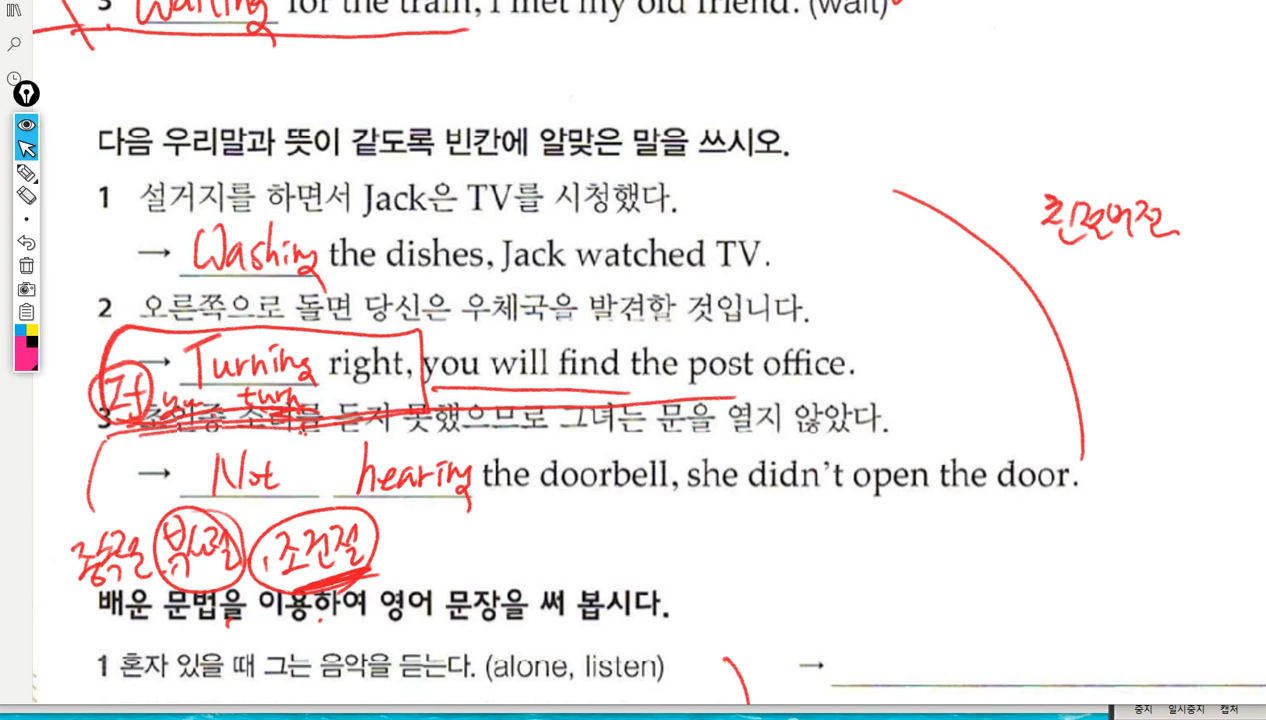 3 Waiting for the train, I met my old friend. (wait)
다음 우리말과 뜻이 같도록 빈칸에 알맞은 말을 쓰시오.
1 설거지를 하면서 Jack은 TV를 시청했다.
→ Washing the dishes, Jack watched TV.
2 오른쪽으로 돌면 당신은 우체국을 발견할 것입니다.
→ Turning right, you will find the post office.
If you turn
3 초인종 소리를 듣지 못했으므로 그녀는 문을 열지 않았다.
→ Not hearing the doorbell, she didn't open the door.
부사절, 조건절
배운 문법을 이용하여 영어 문장을 써 봅시다.
1 혼자 있을 때 그는 음악을 듣는다. (alone, listen) →
중지 일시중지 캡처